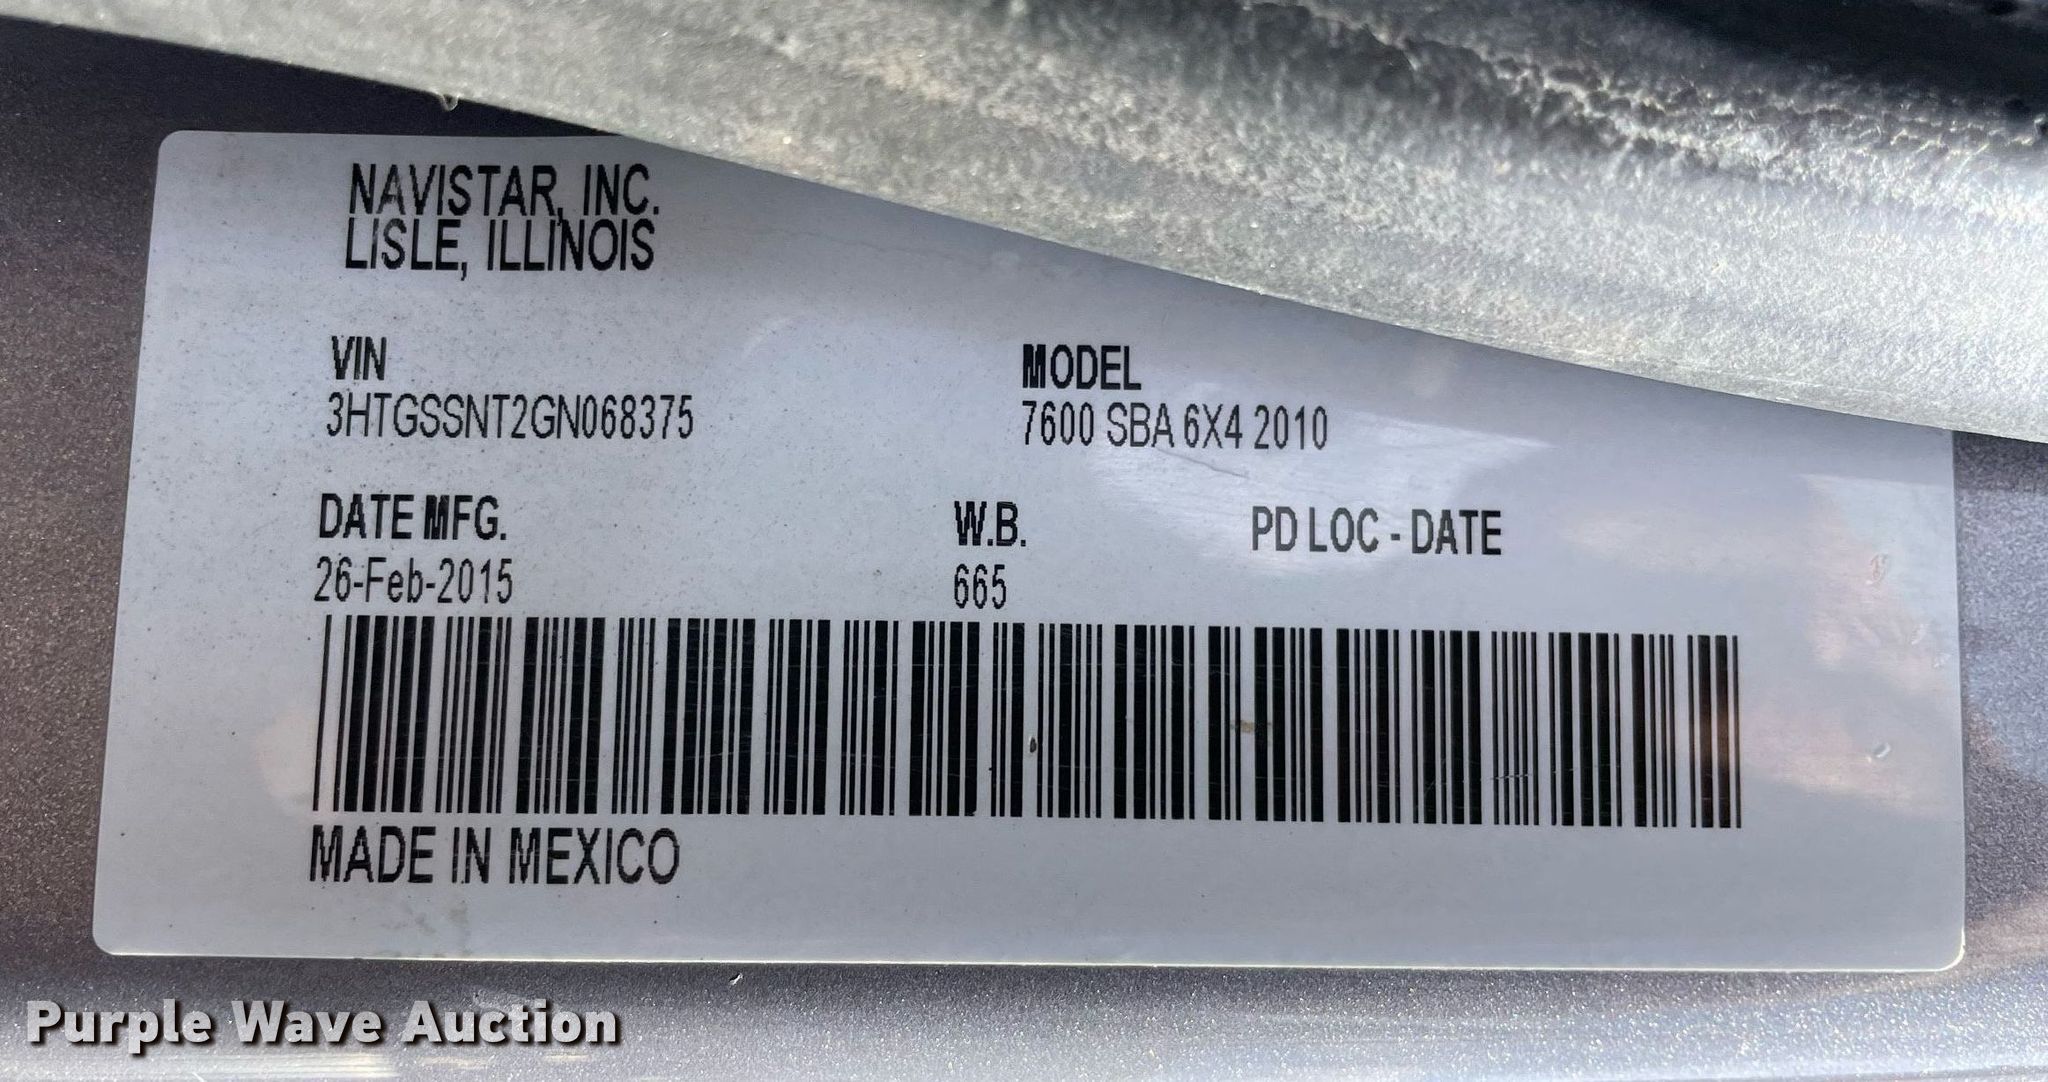 NAVISTAR, INC.
LISLE, ILLINOIS
VIN
3HTGSSNT2GN068375
MODEL
7600 SBA 6X4 2010
DATE MFG.
26-Feb-2015
W.B.
665
PD LOC - DATE
MADE IN MEXICO
Purple Wave Auction